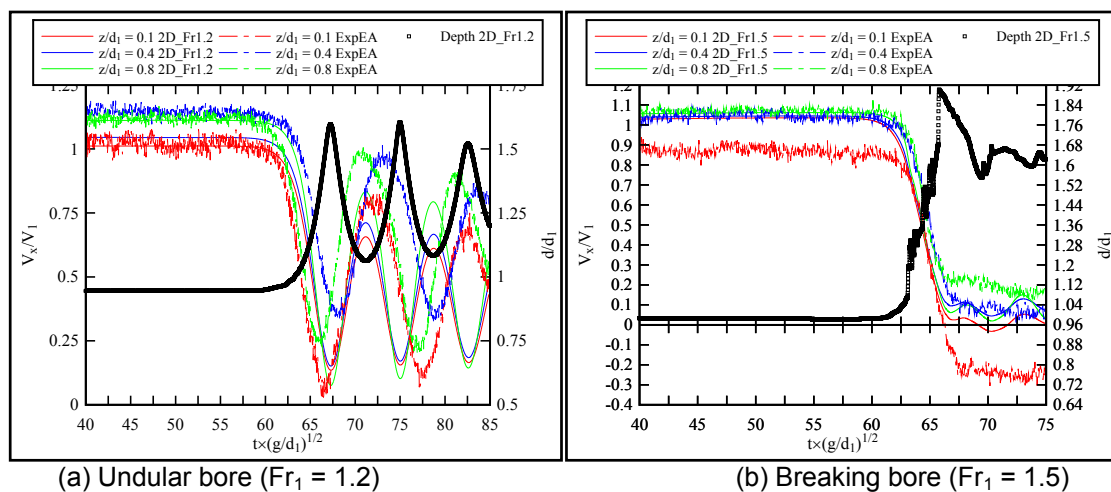 z/d1 = 0.1 2D_Fr1.2 z/d1 = 0.1 ExpEA Depth 2D_Fr1.2
z/d1 = 0.4 2D_Fr1.2 z/d1 = 0.4 ExpEA
z/d1 = 0.8 2D_Fr1.2 z/d1 = 0.8 ExpEA
1.25
1
0.75
0.5
0.25
0
Vx/V1
1.75
1.5
1.25
1
0.75
0.5
d/d1
40 45 50 55 60 65 70 75 80 85
t×(g/d1)1/2
(a) Undular bore (Fr1 = 1.2)
z/d1 = 0.1 2D_Fr1.5 z/d1 = 0.1 ExpEA Depth 2D_Fr1.5
z/d1 = 0.4 2D_Fr1.5 z/d1 = 0.4 ExpEA
z/d1 = 0.8 2D_Fr1.5 z/d1 = 0.8 ExpEA
1.2
1.1
1
0.9
0.8
0.7
0.6
0.5
0.4
0.3
0.2
0.1
0
-0.1
-0.2
-0.3
-0.4
Vx/V1
1.92
1.84
1.76
1.68
1.6
1.52
1.44
1.36
1.28
1.2
1.12
1.04
0.96
0.88
0.8
0.72
0.64
d/d1
40 45 50 55 60 65 70 75
t×(g/d1)1/2
(b) Breaking bore (Fr1 = 1.5)